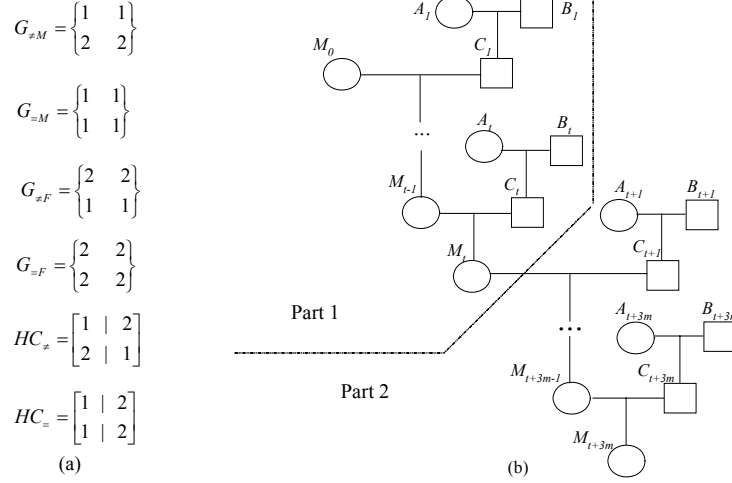 G≠M = {1 1
2 2}
G=M = {1 1
1 1}
G≠F = {2 2
1 1}
G=F = {2 2
2 2}
HC≠ = [1 | 2
2 | 1]
HC= = [1 | 2
1 | 2]
(a)
A1 B1
M0 C1
...
At Bt
Mt-1 Ct
At+1 Bt+1
Mt Ct+1
Part 1
...
At+3m Bt+3m
Part 2
Mt+3m-1 Ct+3m
Mt+3m
(b)